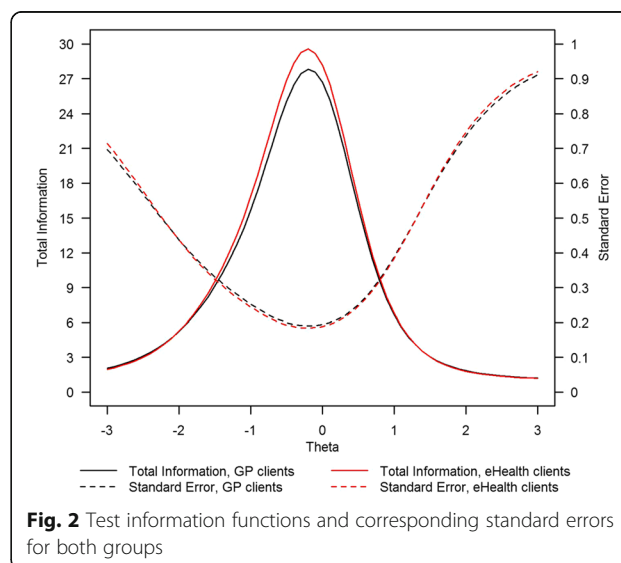 30
27
24
21
18
15
12
9
6
3
0
Total Information
1
0.9
0.8
0.7
0.6
0.5
0.4
0.3
0.2
0.1
0
Standard Error
-3 -2 -1 0 1 2 3
Theta
Total Information, GP clients Total Information, eHealth clients
Standard Error, GP clients Standard Error, eHealth clients
Fig. 2 Test information functions and corresponding standard errors
for both groups